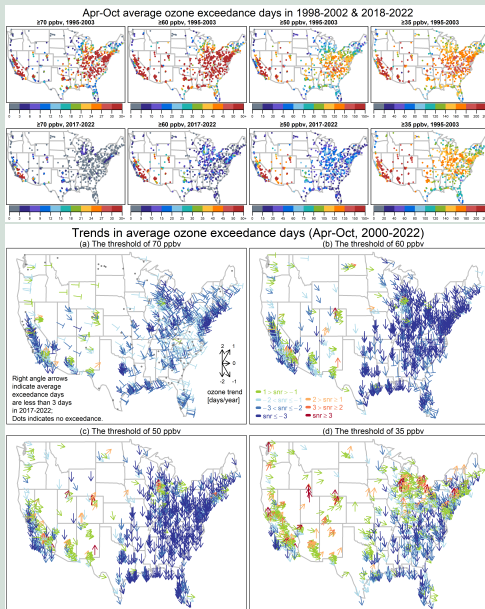 Apr-Oct average ozone exceedance days in 1998-2002 & 2018-2022
≥70 ppbv, 1995-2003 ≥60 ppbv, 1995-2003 ≥50 ppbv, 1995-2003 ≥35 ppbv, 1995-2003
≥70 ppbv, 2017-2022 ≥60 ppbv, 2017-2022 ≥50 ppbv, 2017-2022 ≥35 ppbv, 2017-2022
Trends in average ozone exceedance days (Apr-Oct, 2000-2022)
(a) The threshold of 70 ppbv
(b) The threshold of 60 ppbv
Right angle arrows
indicate average
exceedance days
are less than 3 days
in 2017-2022;
Dots indicates no exceedance.
2 1
0
-2 -1
ozone trend
[days/year]
1 > snr > -1
-2 < snr ≤ -1 2 > snr ≥ 1
-3 < snr ≤ -2 3 > snr ≥ 2
snr ≤ -3 snr ≥ 3
(c) The threshold of 50 ppbv
(d) The threshold of 35 ppbv